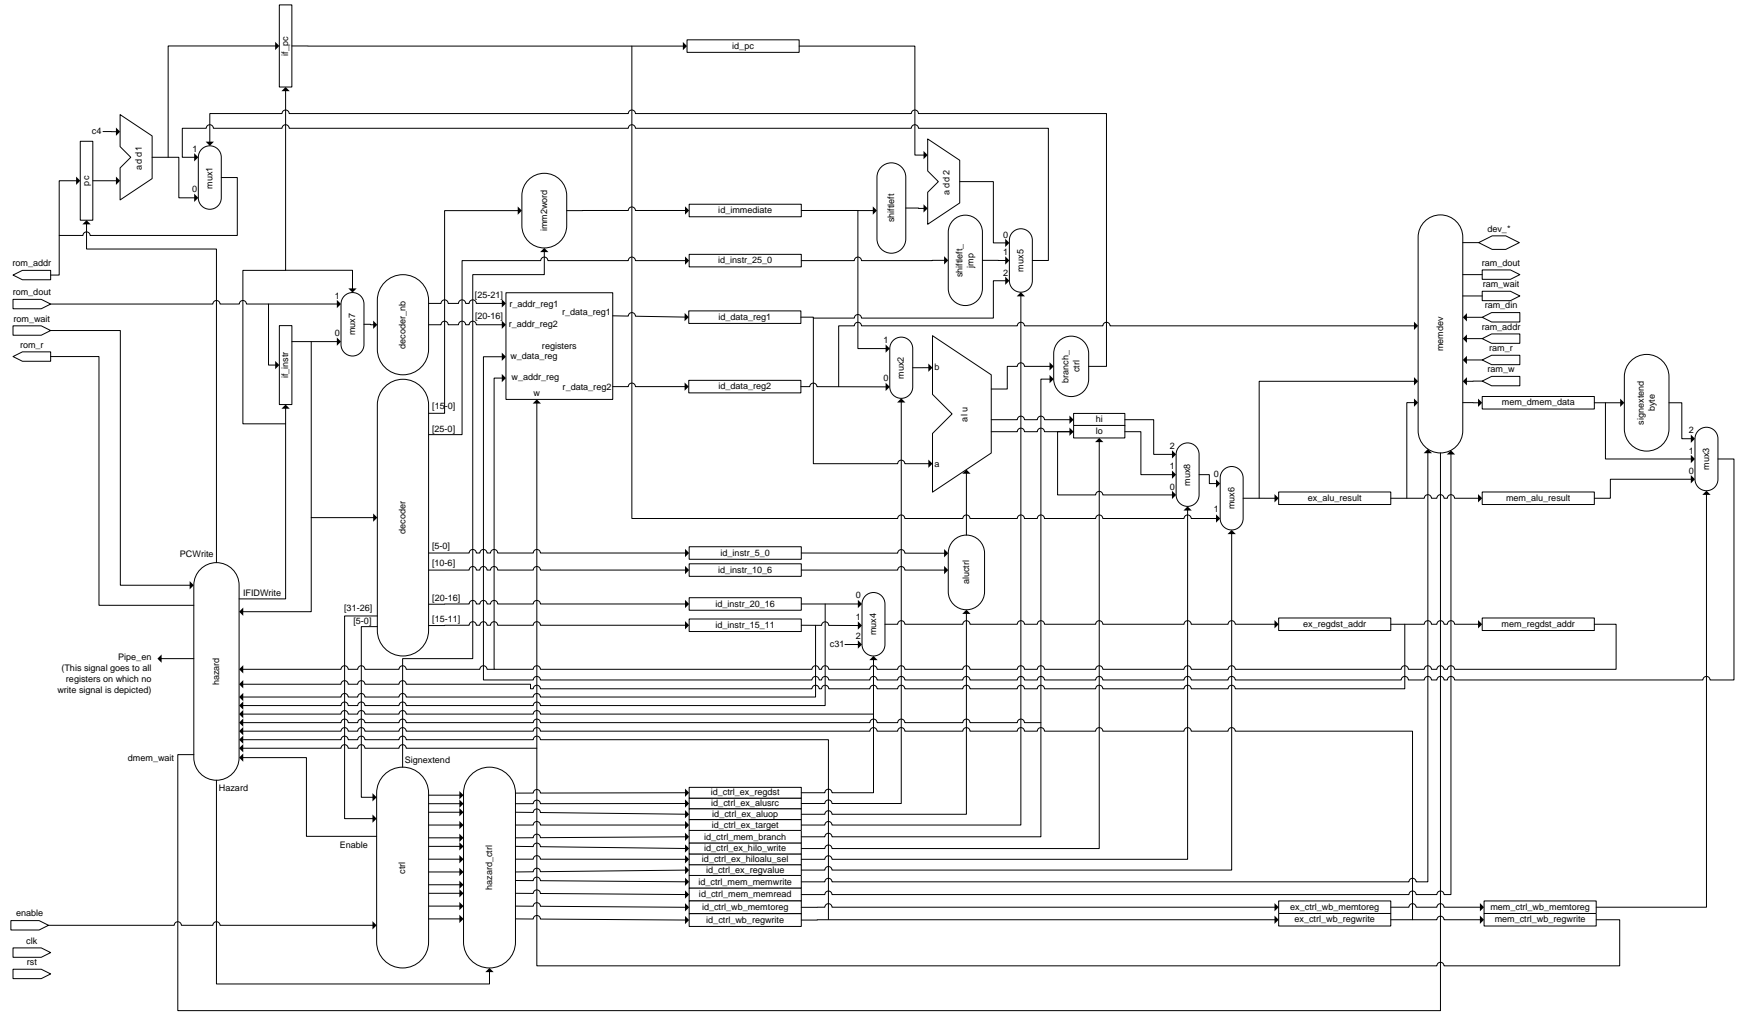 if_pc
id_pc
c4
add1
pc
1
mux1
0
add2
shiftleft
imm2word
id_immediate
shiftleft_
jmp
0
1
mux5
2
id_instr_25_0
rom_addr
rom_dout
rom_wait
rom_r
1
mux7
0
if_instr
decoder_nb
[25-21]
[20-16]
r_addr_reg1
r_addr_reg2
r_data_reg1
registers
w_data_reg
w_addr_reg
r_data_reg2
w
id_data_reg1
id_data_reg2
1
mux2
0
b
alu
a
branch_
ctrl
hi
lo
memdev
dev_*
ram_dout
ram_wait
ram_din
ram_addr
ram_r
ram_w
mem_dmem_data
signextend
byte
2
1
mux3
0
decoder
[15-0]
[25-0]
2
1
mux8
0
0
mux6
1
ex_alu_result
mem_alu_result
[5-0]
[10-6]
id_instr_5_0
id_instr_10_6
aluctrl
[20-16]
[15-11]
id_instr_20_16
id_instr_15_11
0
1
mux4
2
c31
ex_regdst_addr
mem_regdst_addr
[31-26]
[5-0]
PCWrite
IFIDWrite
hazard
Pipe_en
(This signal goes to all
registers on which no
write signal is depicted)
dmem_wait
Hazard
Signextend
Enable
ctrl
hazard_ctrl
id_ctrl_ex_regdst
id_ctrl_ex_alusrc
id_ctrl_ex_aluop
id_ctrl_ex_target
id_ctrl_mem_branch
id_ctrl_ex_hilo_write
id_ctrl_ex_hiloalu_sel
id_ctrl_ex_regvalue
id_ctrl_mem_memwrite
id_ctrl_mem_memread
id_ctrl_wb_memtoreg
id_ctrl_wb_regwrite
ex_ctrl_wb_memtoreg
ex_ctrl_wb_regwrite
mem_ctrl_wb_memtoreg
mem_ctrl_wb_regwrite
enable
clk
rst